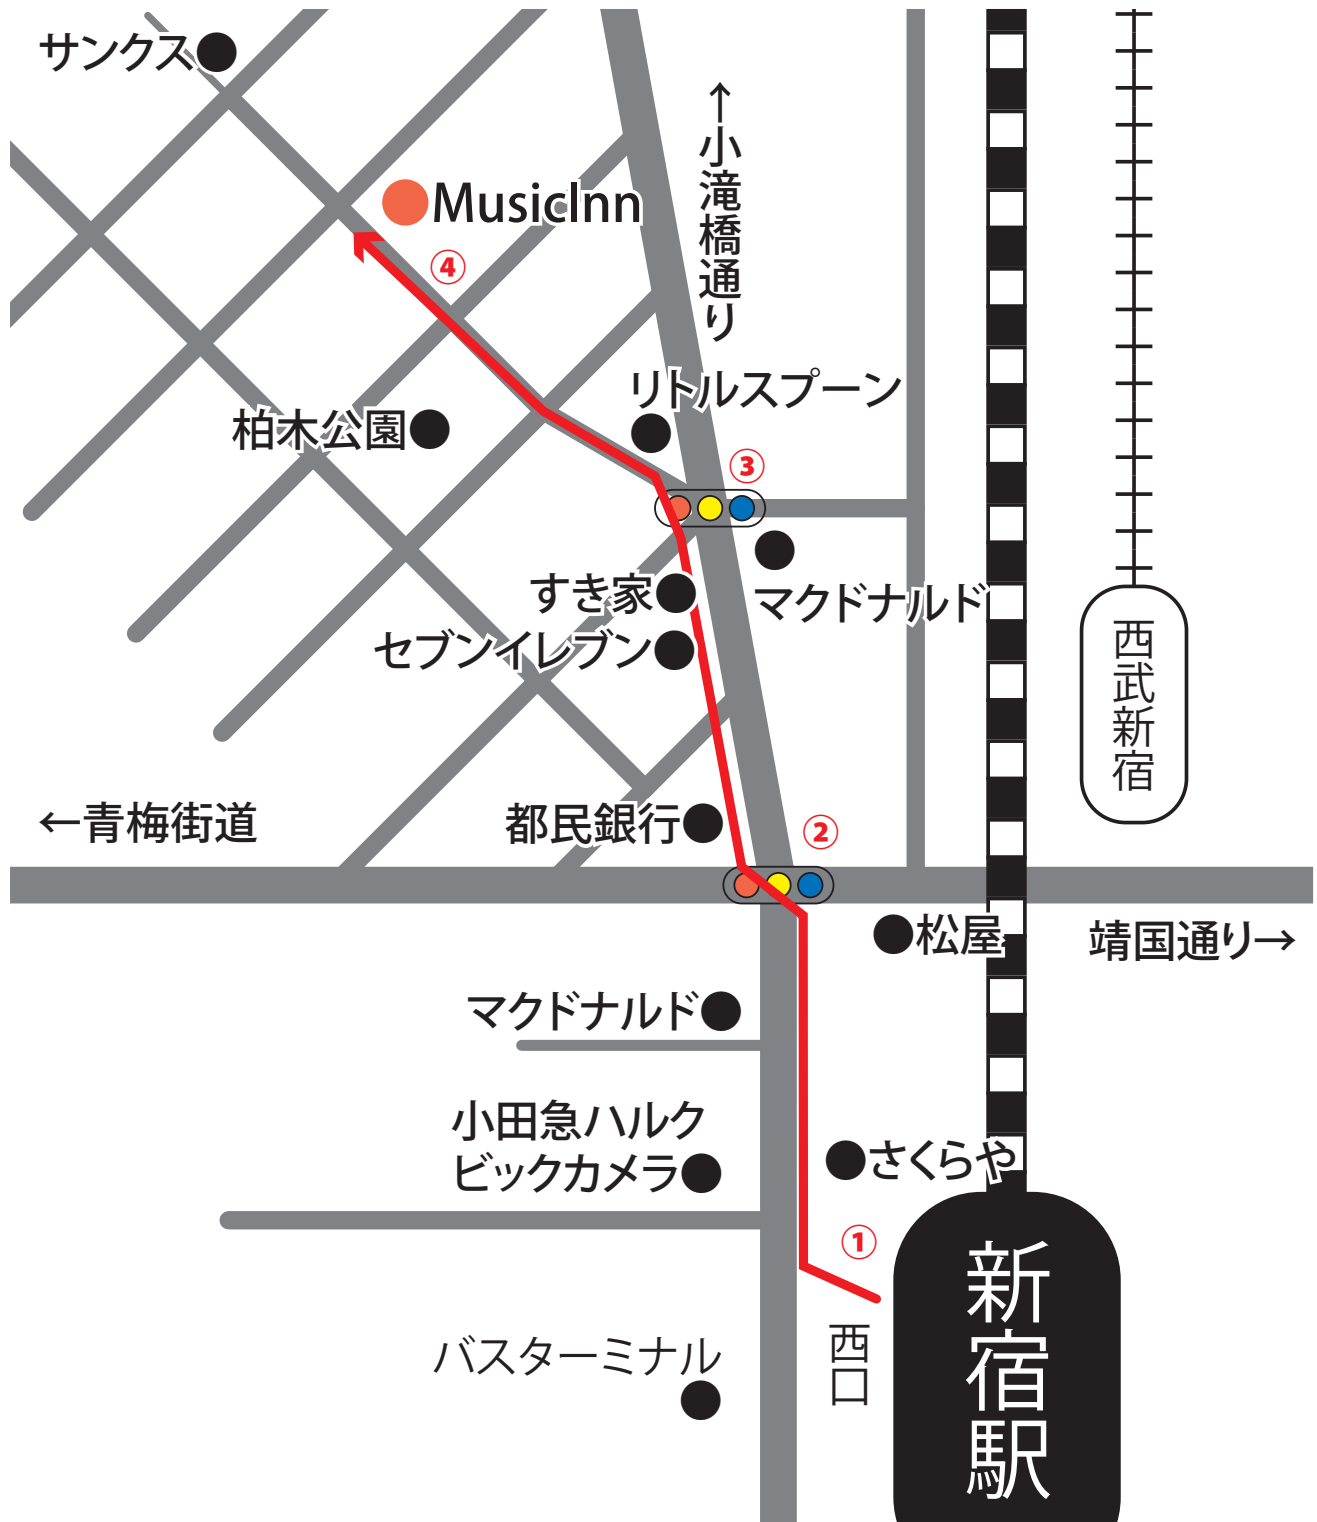 サンクス
↑小滝橋通り
MusicInn
④
リトルスプーン
柏木公園
③
すき家
マクドナルド
セブンイレブン
西武新宿
←青梅街道
都民銀行
②
松屋
靖国通り→
マクドナルド
小田急ハルク
ビックカメラ
さくらや
①
新宿駅
西口
バスターミナル